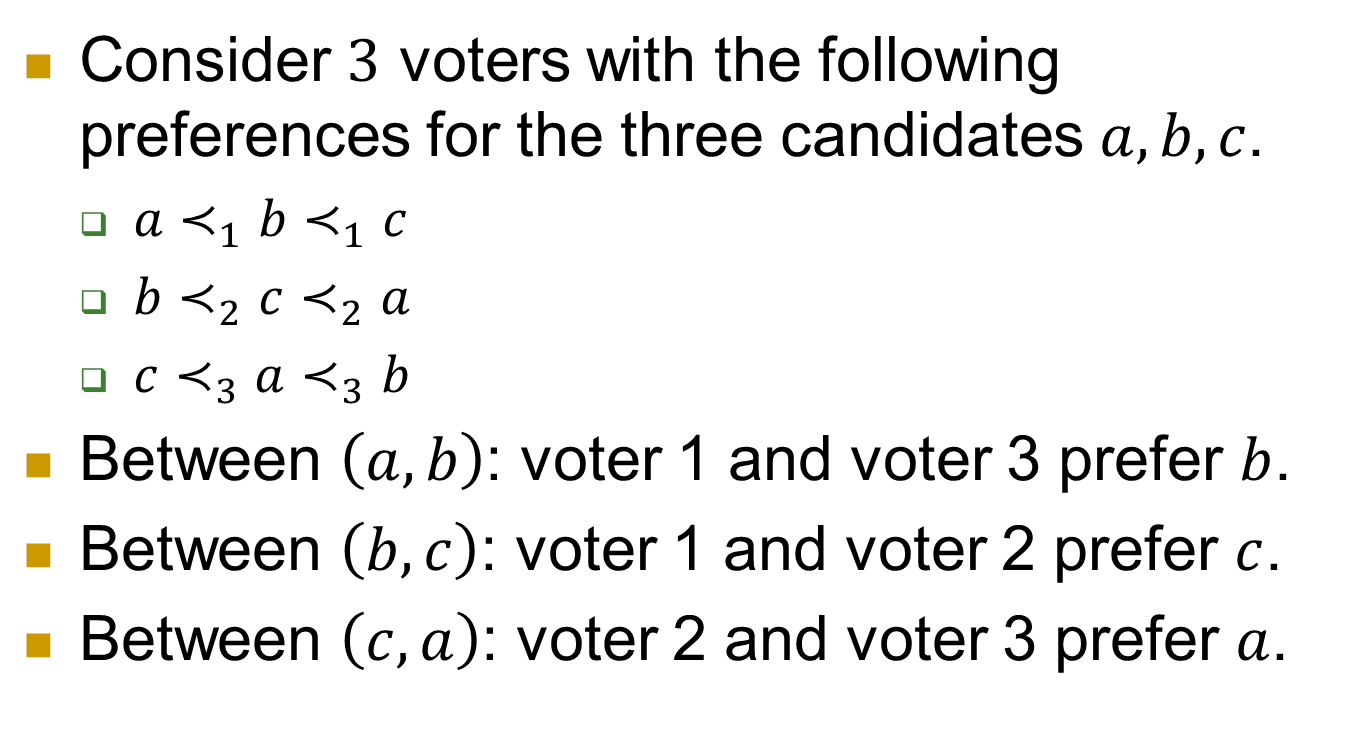 Consider 3 voters with the following
preferences for the three candidates a, b, c.
a ≺₁ b ≺₁ c
b ≺₂ c ≺₂ a
c ≺₃ a ≺₃ b
Between (a, b): voter 1 and voter 3 prefer b.
Between (b, c): voter 1 and voter 2 prefer c.
Between (c, a): voter 2 and voter 3 prefer a.